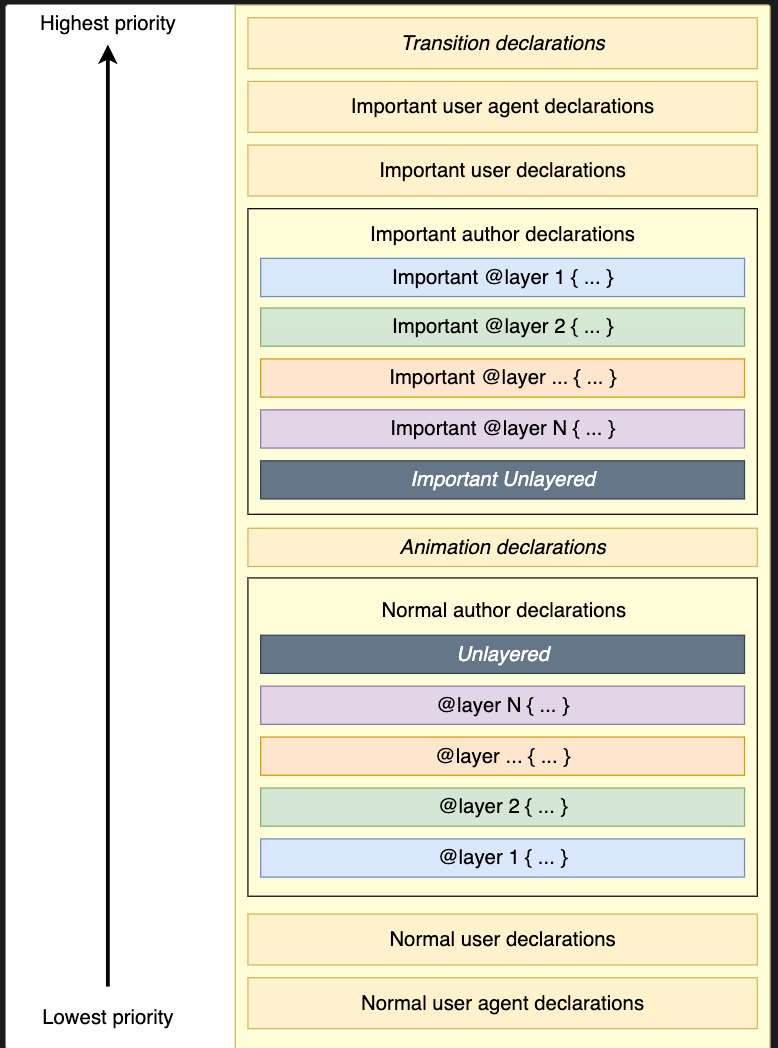 Highest priority
Transition declarations
Important user agent declarations
Important user declarations
Important author declarations
Important @layer 1 { ... }
Important @layer 2 { ... }
Important @layer ... { ... }
Important @layer N { ... }
Important Unlayered
Animation declarations
Normal author declarations
Unlayered
@layer N { ... }
@layer ... { ... }
@layer 2 { ... }
@layer 1 { ... }
Normal user declarations
Normal user agent declarations
Lowest priority